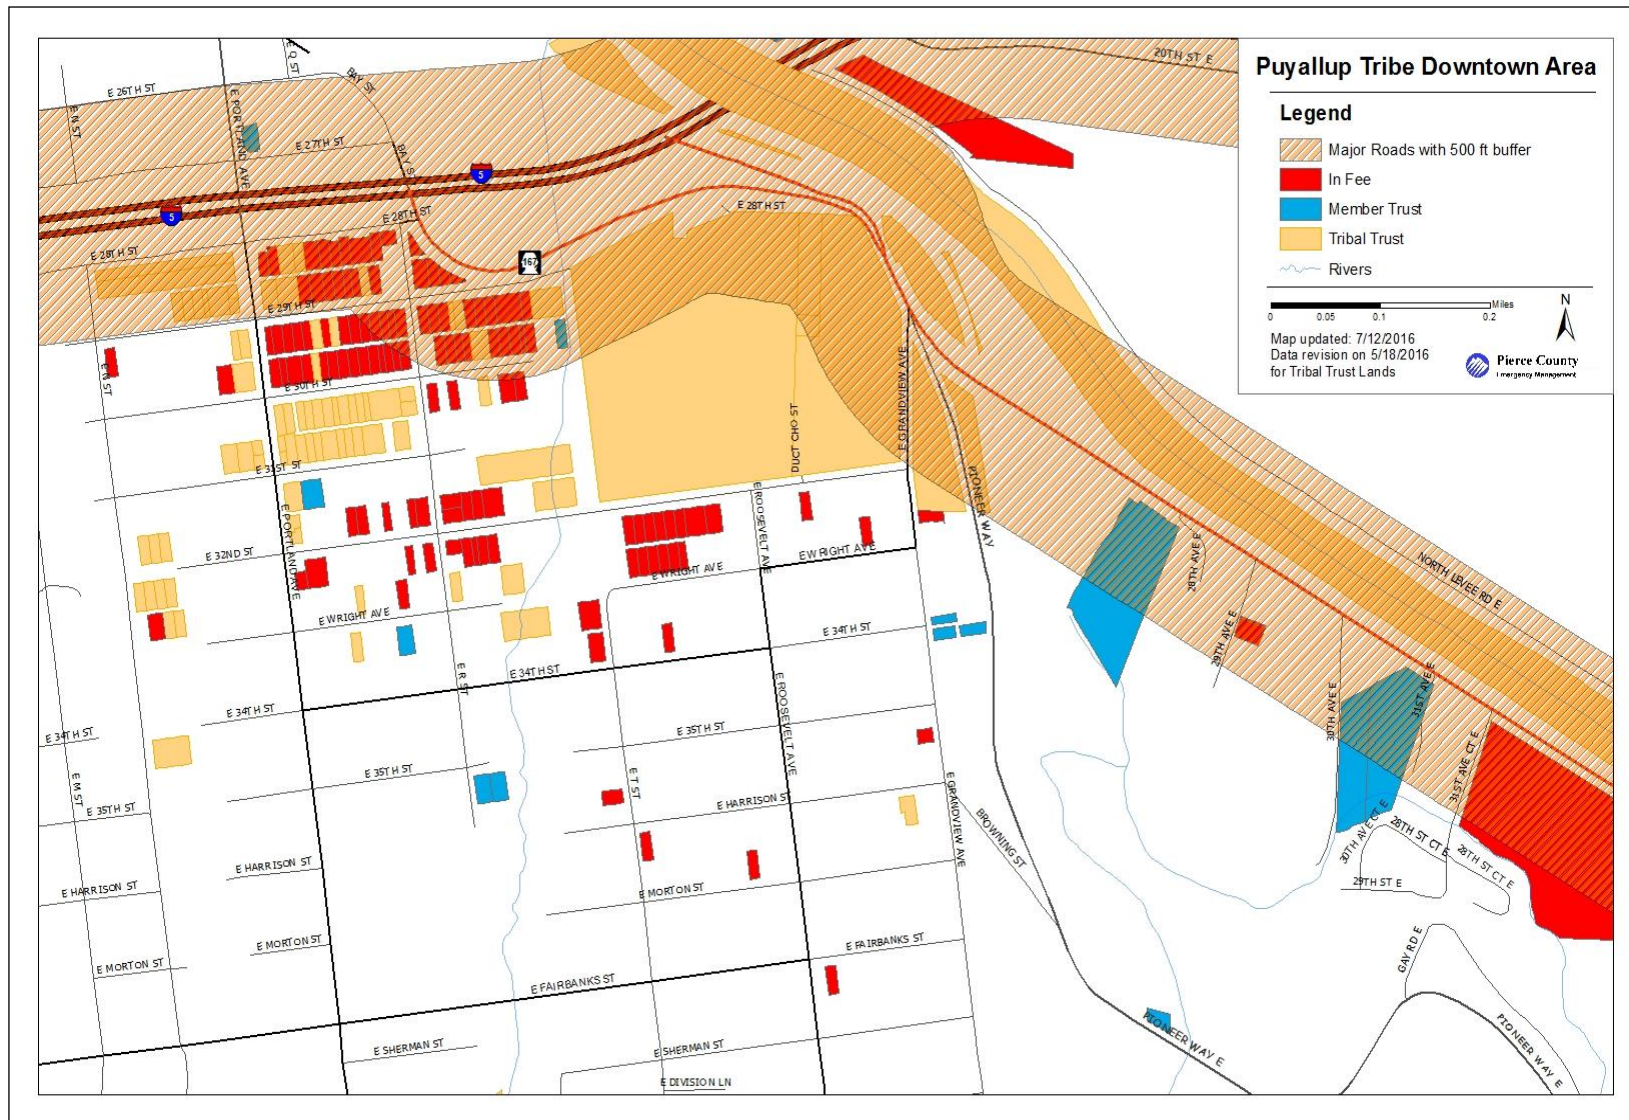 Puyallup Tribe Downtown Area
Legend
Major Roads with 500 ft buffer
In Fee
Member Trust
Tribal Trust
Rivers
Miles
0 0.05 0.1 0.2
N
Map updated: 7/12/2016
Data revision on 5/18/2016
for Tribal Trust Lands
Pierce County
Emergency Management
E Q ST
BAY ST
20TH ST E
E 26TH ST
E N ST
E PORTLAND AVE
E 27TH ST
BAY ST
5
5
E 28TH ST
E 28TH ST
E 28TH ST
167
E 29TH ST
E N ST
E 30TH ST
E GRANDVIEW AVE
DUCT CHO ST
E 31ST ST
PIONEER WAY
E PORTLAND AVE
E ROOSEVELT AVE
E 32ND ST
E WRIGHT AVE
E WRIGHT AVE
28TH AVE E
NORTH LEVEE RD E
E WRIGHT AVE
E 34TH ST
29TH AVE E
E R ST
E 34TH ST
30TH AVE E
31ST AVE E
E 34TH ST
E 34TH ST
E ROOSEVELT AVE
E 35TH ST
31ST AVE CT E
E M ST
E 35TH ST
E T ST
E HARRISON ST
E GRANDVIEW AVE
E 35TH ST
BROWNING ST
30TH AVE CT E
28TH ST CT E
28TH ST CT E
E HARRISON ST
E HARRISON ST
E MORTON ST
29TH ST E
E MORTON ST
E FAIRBANKS ST
GAY RD E
E MORTON ST
E FAIRBANKS ST
PIONEER WAY E
PIONEER WAY E
E SHERMAN ST
E SHERMAN ST
E DIVISION LN